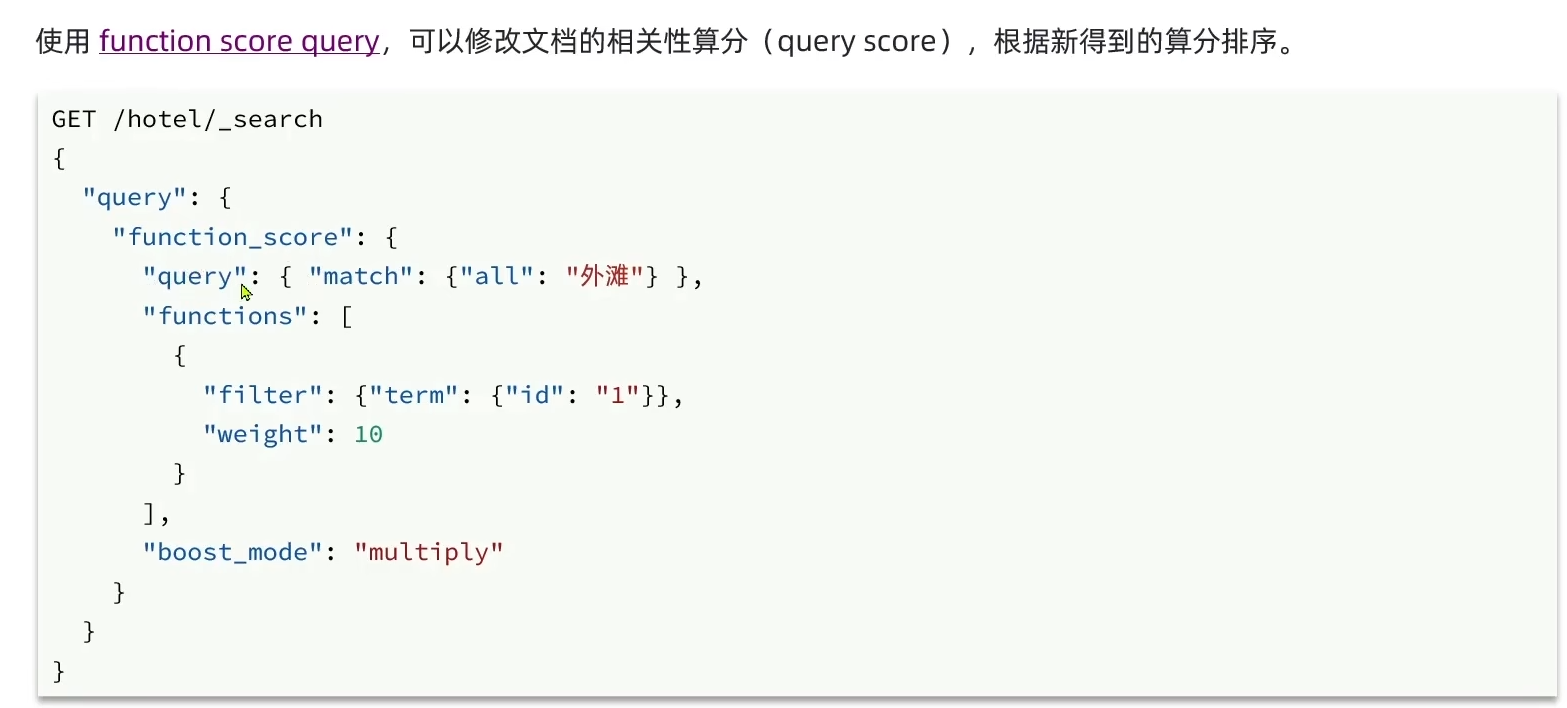 使用 function score query，可以修改文档的相关性算分（query score），根据新得到的算分排序。
GET /hotel/_search
{
  "query": {
    "function_score": {
      "query": { "match": {"all": "外滩"} },
      "functions": [
        {
          "filter": {"term": {"id": "1"}},
          "weight": 10
        }
      ],
      "boost_mode": "multiply"
    }
  }
}